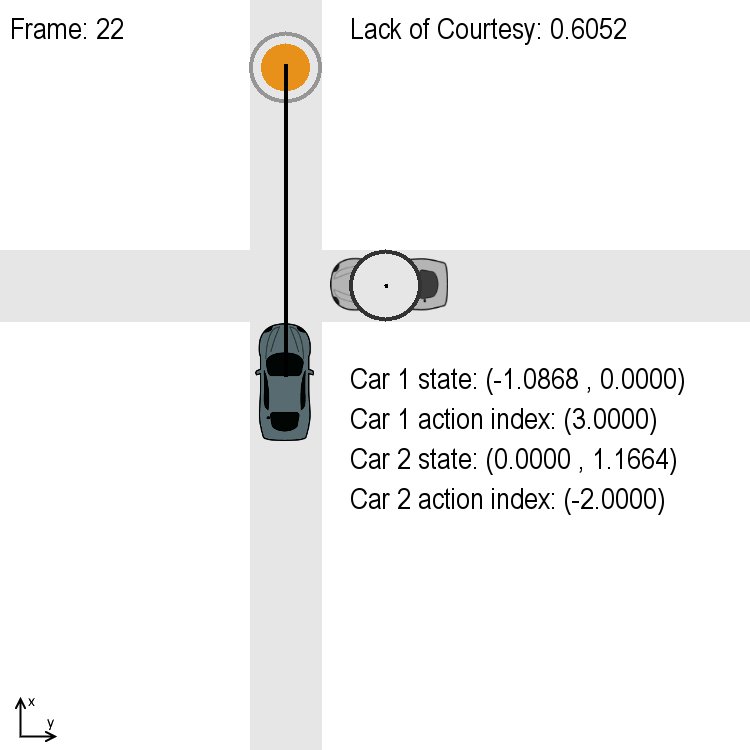 Frame: 22
Lack of Courtesy: 0.6052
Car 1 state: (-1.0868 , 0.0000)
Car 1 action index: (3.0000)
Car 2 state: (0.0000 , 1.1664)
Car 2 action index: (-2.0000)
x
y